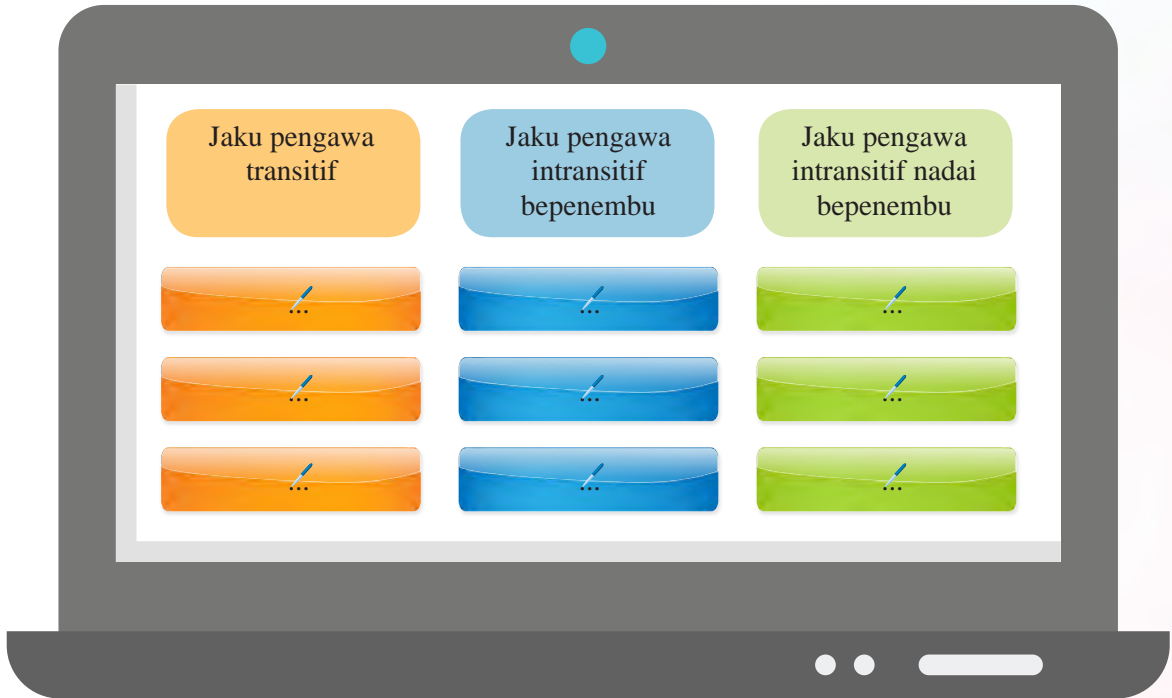 Jaku pengawa
transitif
Jaku pengawa
intransitif
bepenembu
Jaku pengawa
intransitif nadai
bepenembu
...
...
...
...
...
...
...
...
...